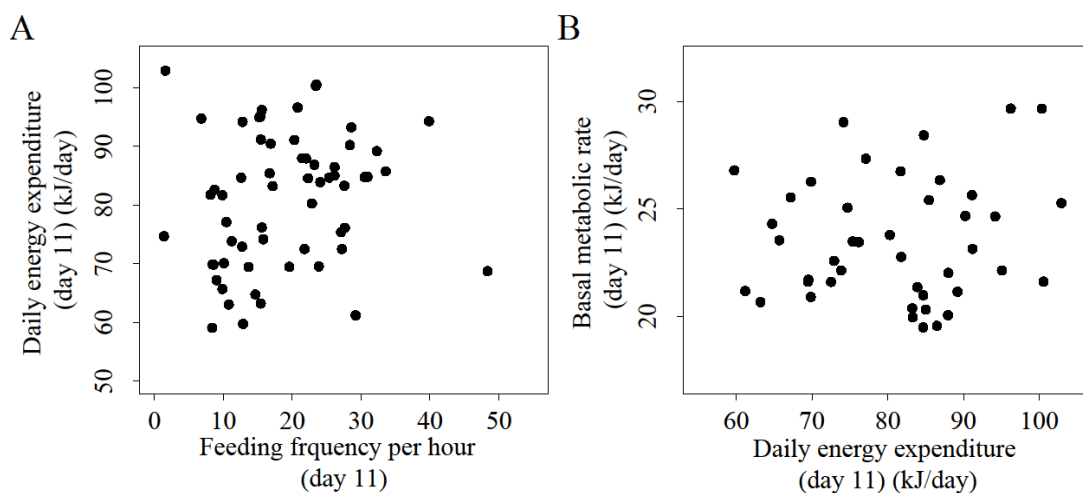 A
Daily energy expenditure
(day 11) (kJ/day)
50
60
70
80
90
100
0
10
20
30
40
50
Feeding frquency per hour
(day 11)
B
Basal metabolic rate
(day 11) (kJ/day)
20
25
30
60
70
80
90
100
Daily energy expenditure
(day 11) (kJ/day)